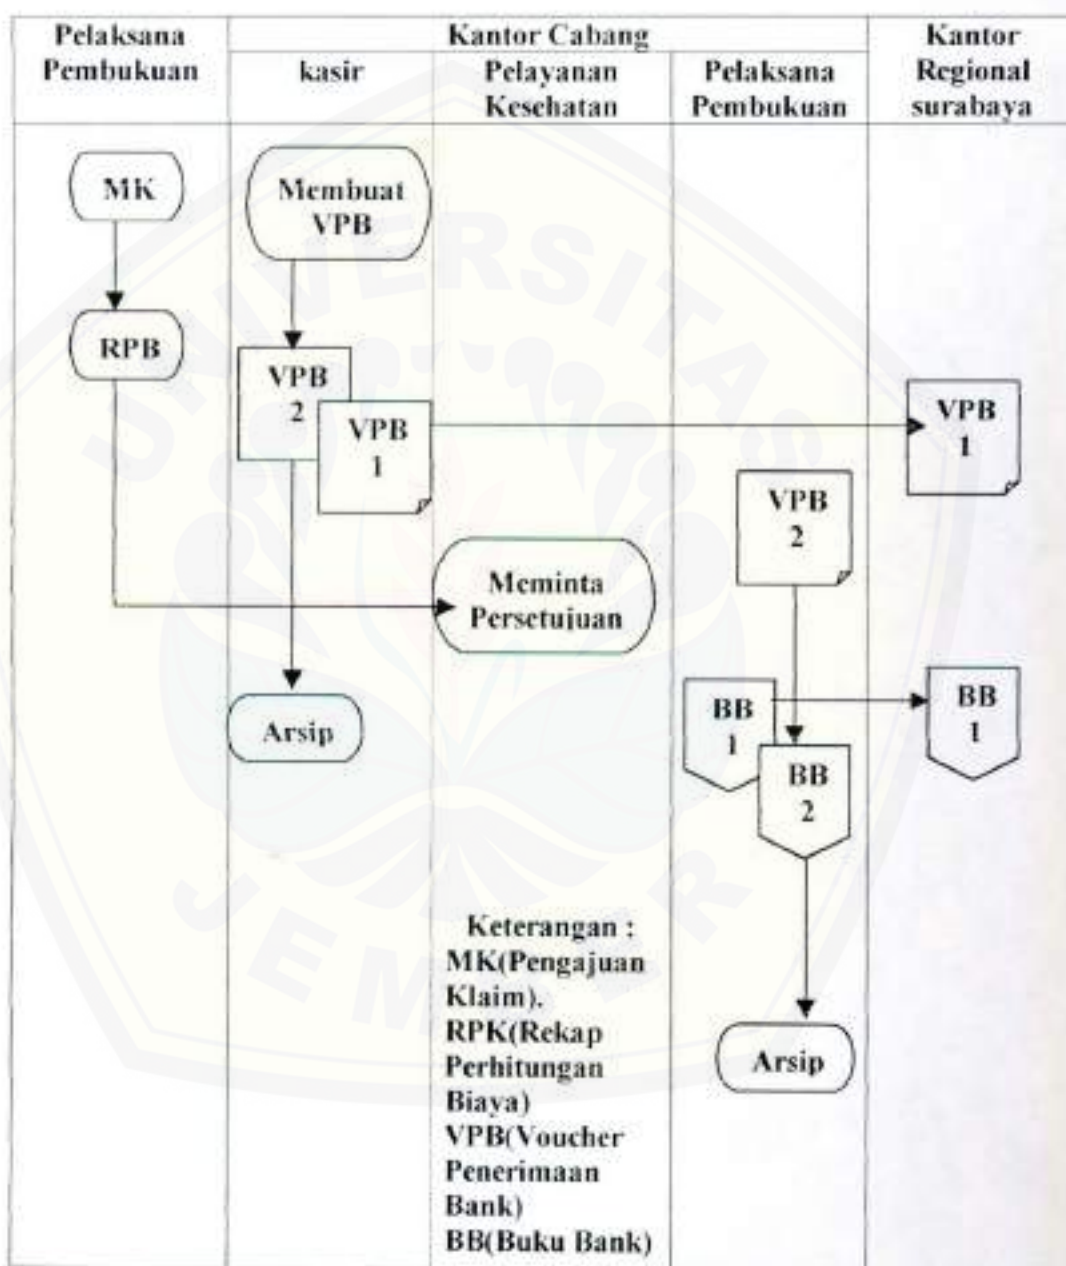 Pelaksana
Pembukuan
Kantor Cabang
Kantor
Regional
surabaya
kasir
Pelayanan
Kesehatan
Pelaksana
Pembukuan
MK
Membuat
VPB
RPB
VPB
2
VPB
1
VPB
1
VPB
2
Meminta
Persetujuan
Arsip
BB
1
BB
2
BB
1
Keterangan :
MK(Pengajuan
Klaim).
RPK(Rekap
Perhitungan
Biaya)
VPB(Voucher
Penerimaan
Bank)
BB(Buku Bank)
Arsip
UNIVERSITAS
JEMBER